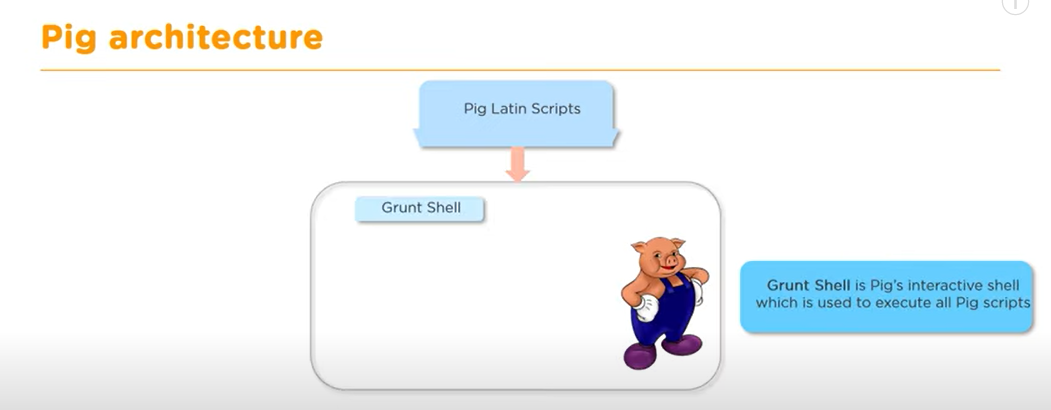 Pig architecture
Pig Latin Scripts
Grunt Shell
Grunt Shell is Pig's interactive shell
which is used to execute all Pig scripts